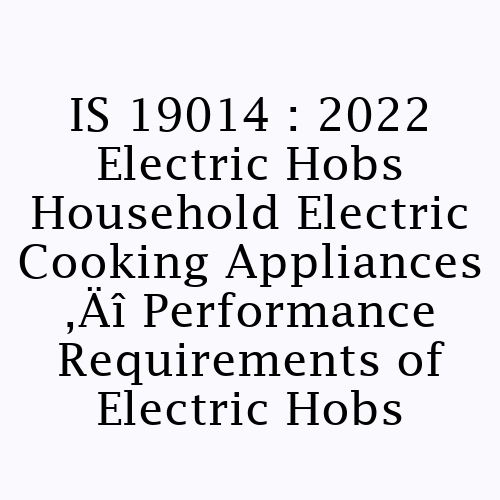 IS 19014 : 2022
Electric Hobs
Household Electric
Cooking Appliances
‚Äî Performance
Requirements of
Electric Hobs